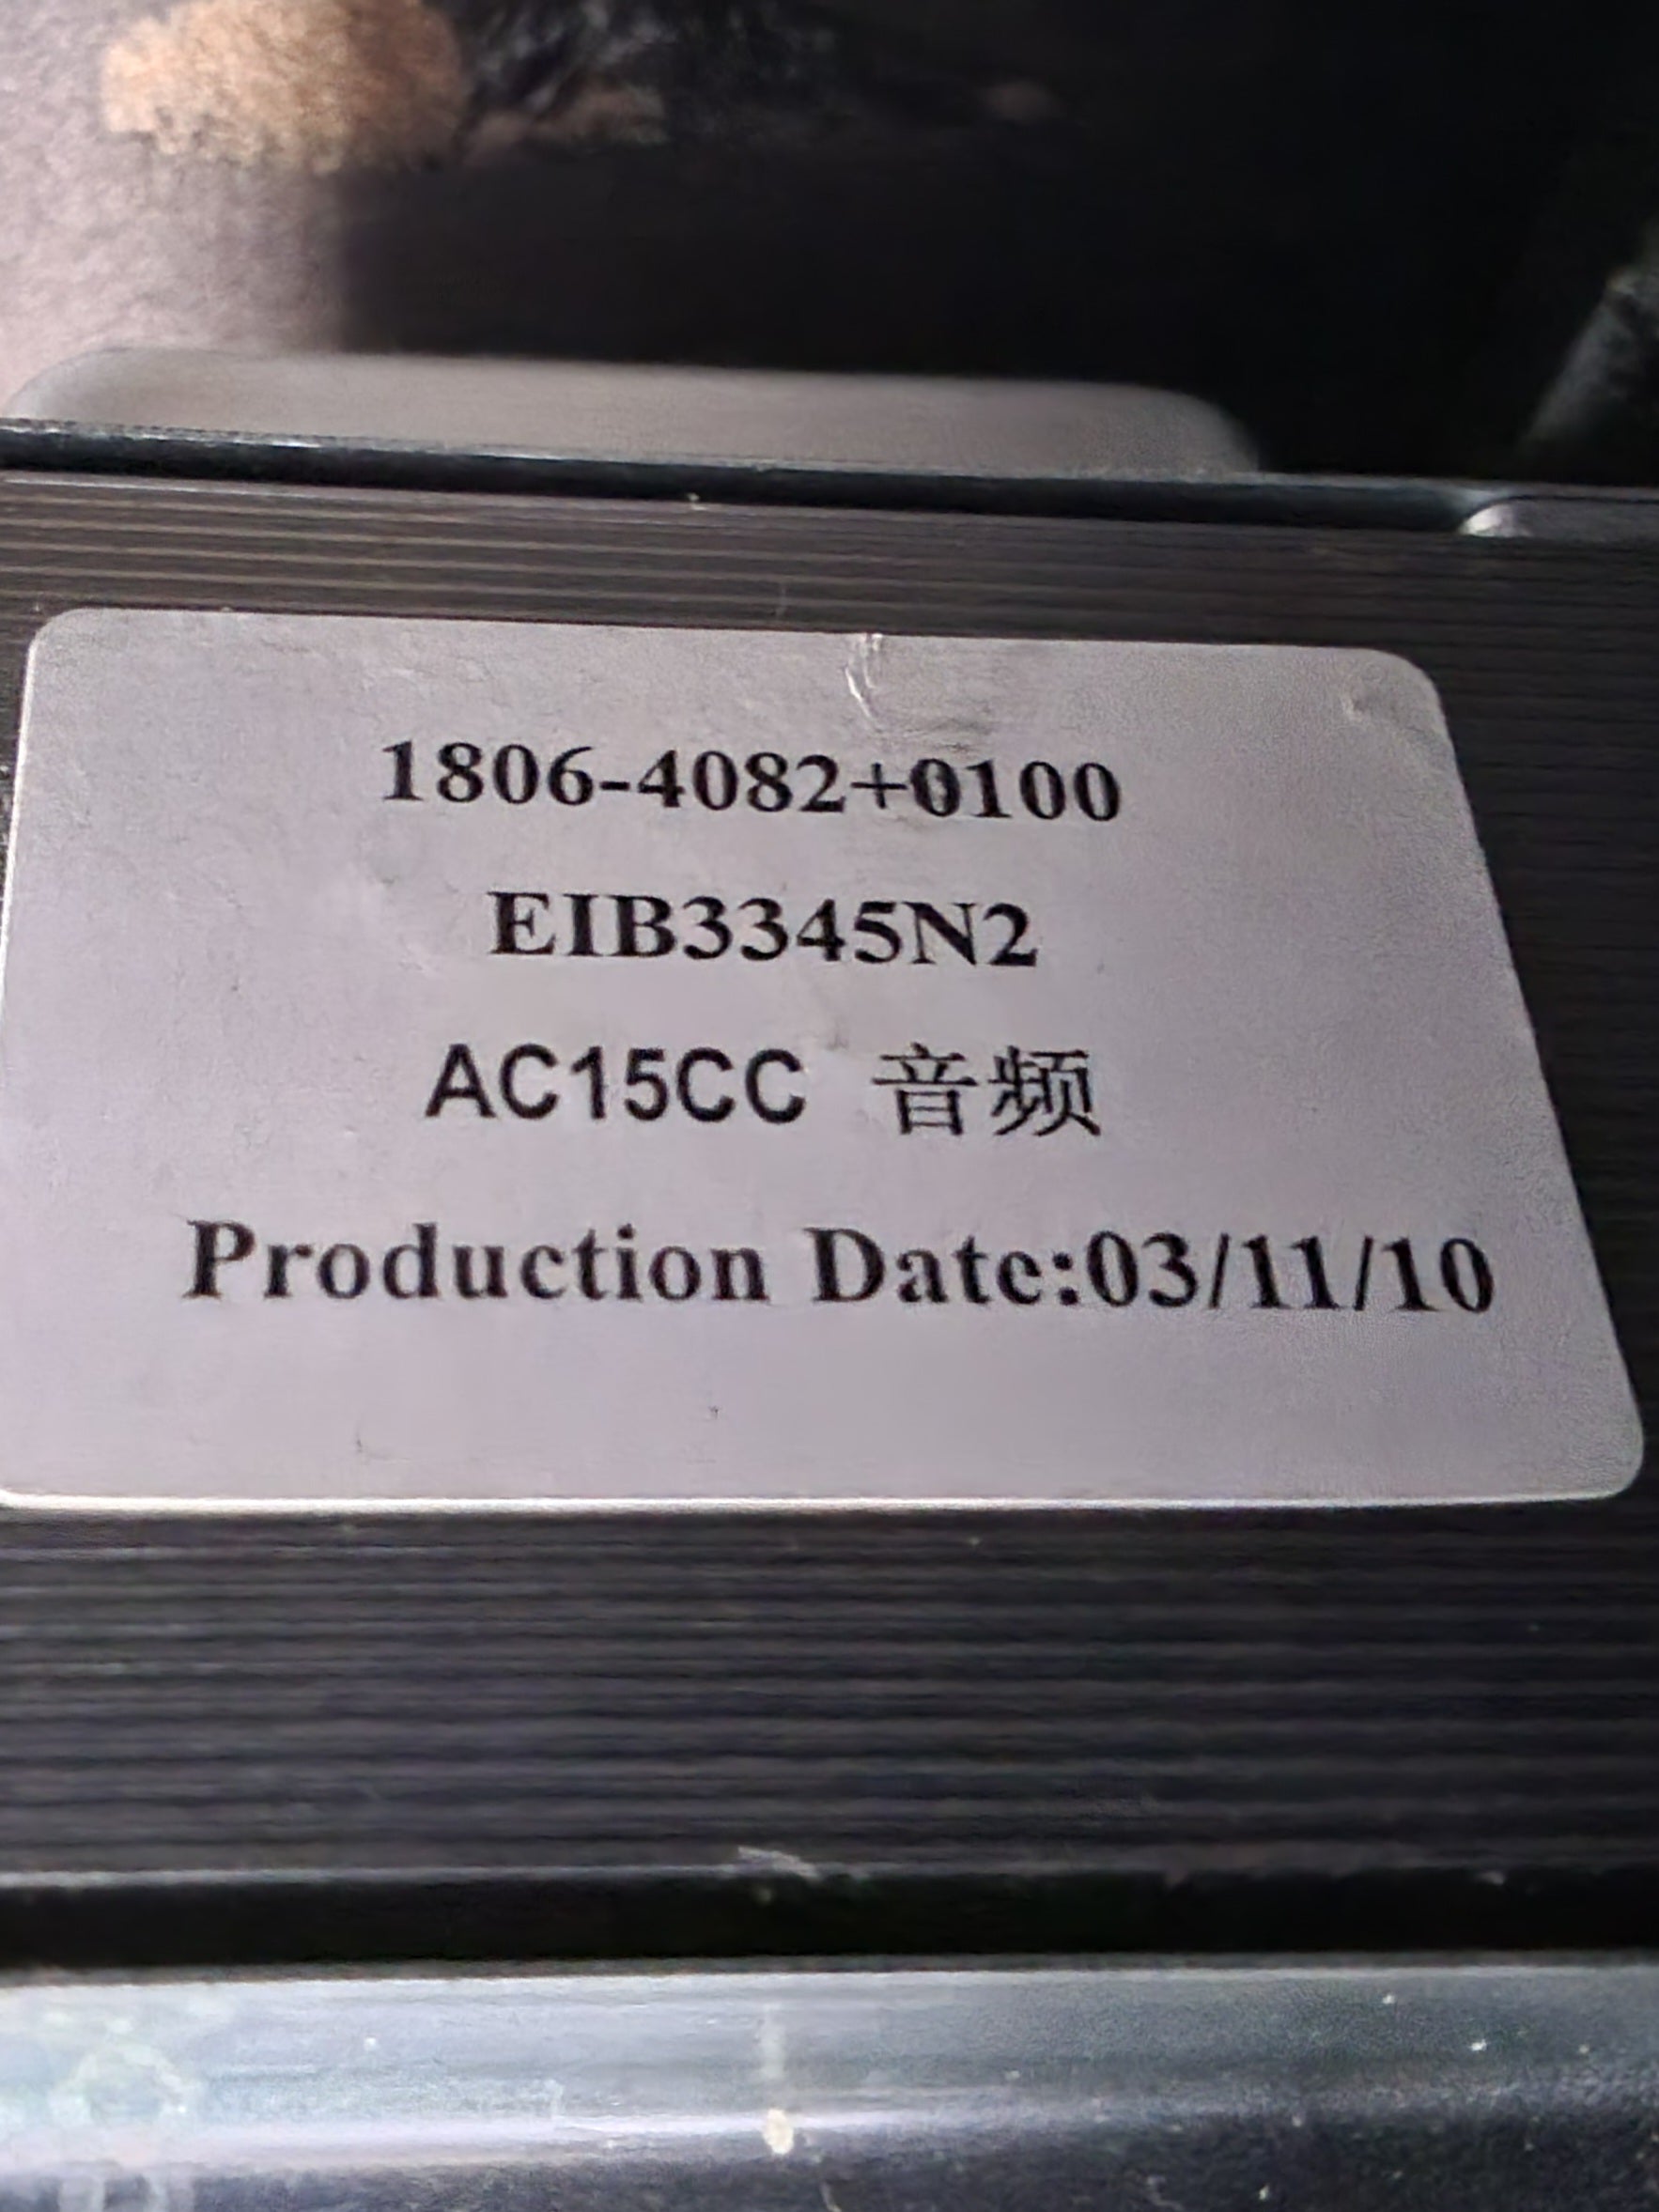 1806-4082+0100
EIB3345N2
AC15CC 音频
Production Date:03/11/10